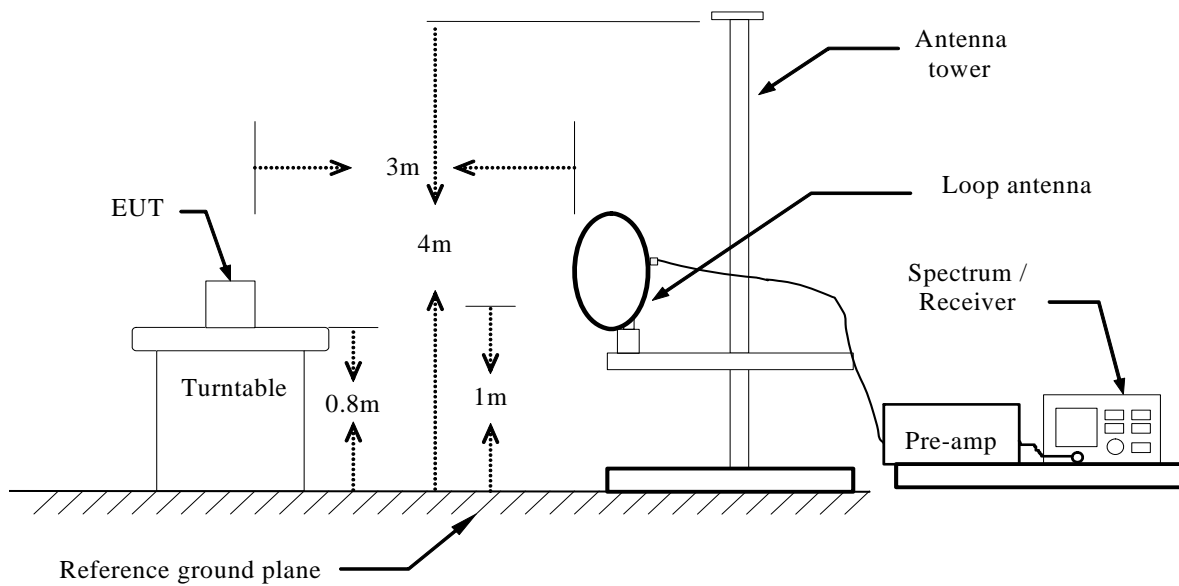 Antenna
tower
3m
Loop antenna
EUT
4m
Spectrum /
Receiver
Turntable
0.8m
1m
Pre-amp
Reference ground plane